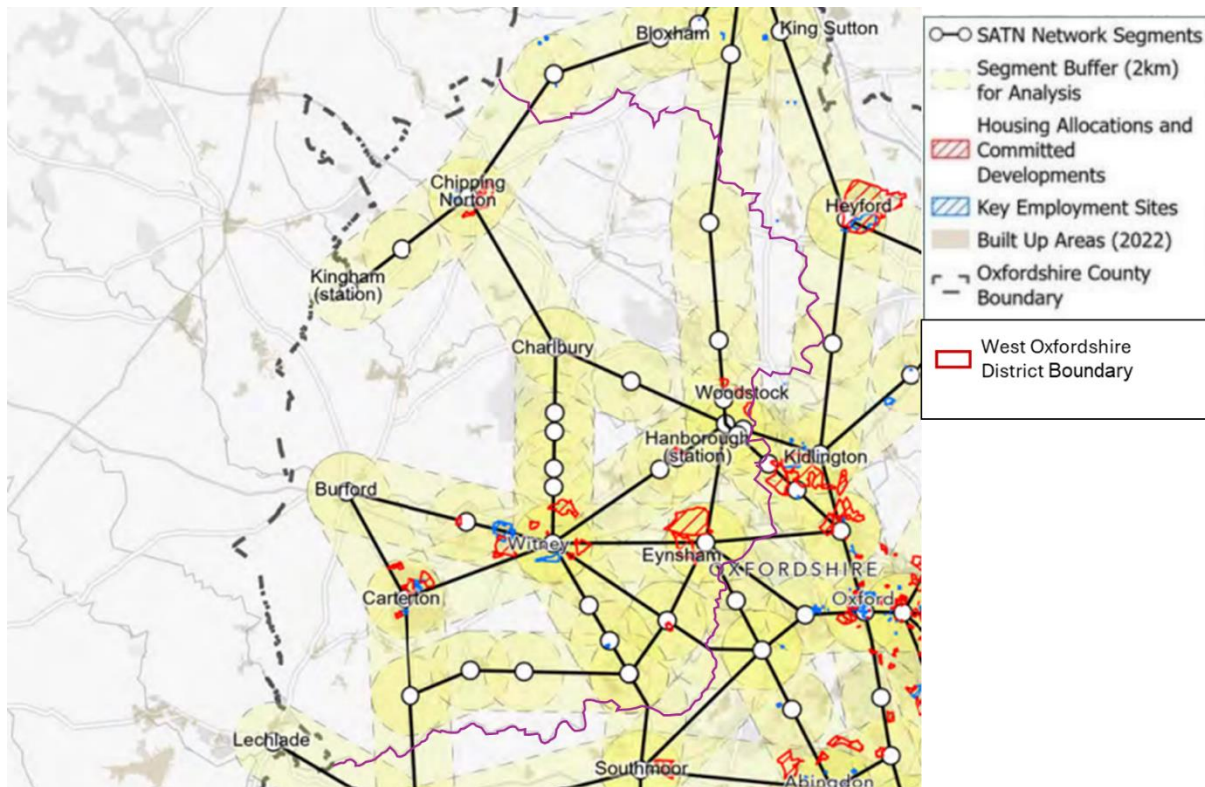 Bloxham
King Sutton
Chipping
Norton
Heyford
Kingham
(station)
Charlbury
Woodstock
Hanborough
(station)
Kidlington
Burford
Witney
Eynsham
OXFORDSHIRE
Carterton
Oxford
Lechlade
Southmoor
Abingdon
SATN Network Segments
Segment Buffer (2km)
for Analysis
Housing Allocations and
Committed
Developments
Key Employment Sites
Built Up Areas (2022)
Oxfordshire County
Boundary
West Oxfordshire
District Boundary